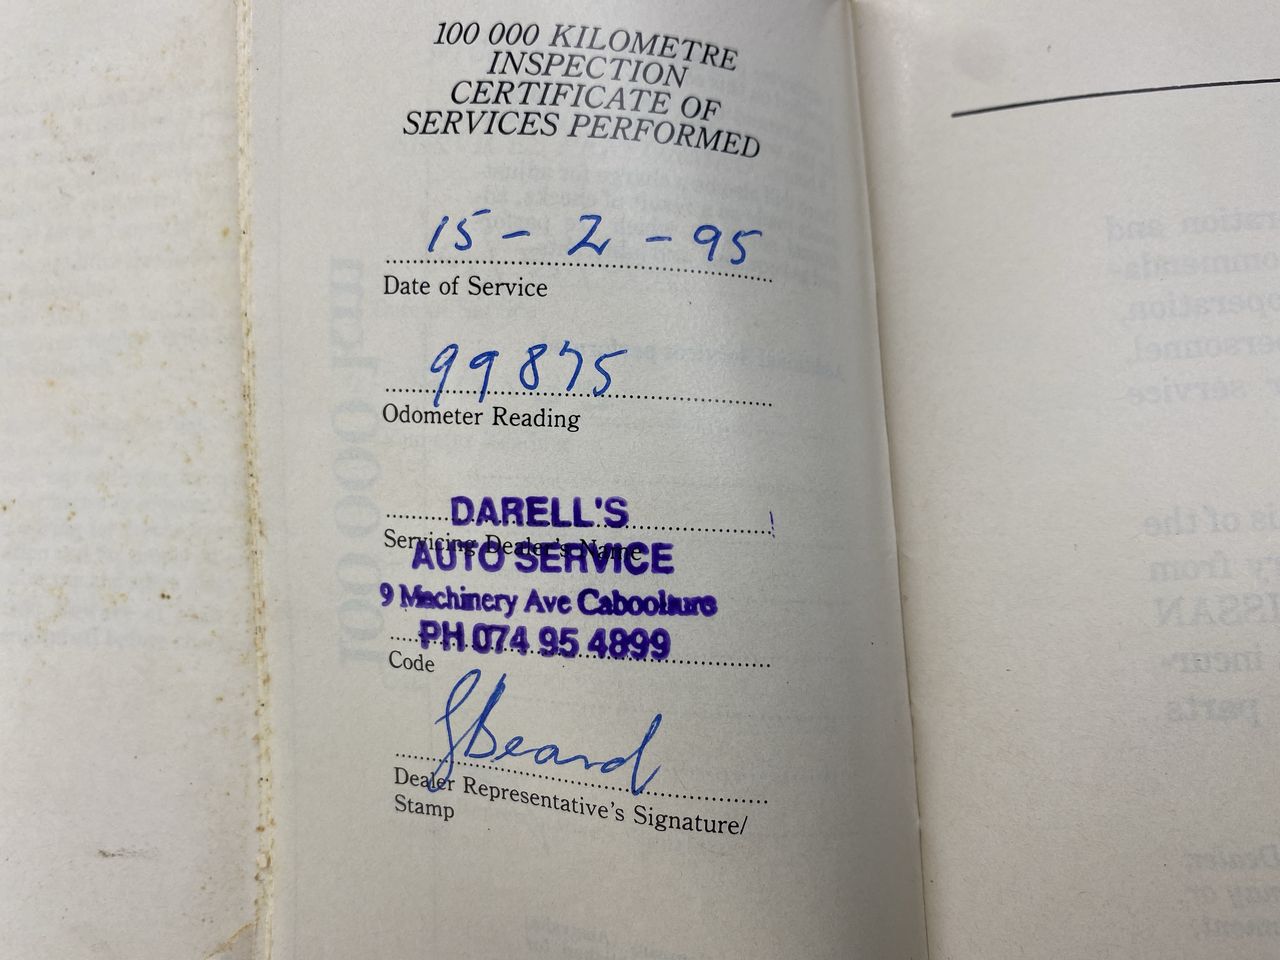 100 000 KILOMETRE
INSPECTION
CERTIFICATE OF
SERVICES PERFORMED
15 - 2 - 95
Date of Service
99875
Odometer Reading
DARELL'S
Servicing Dealer's Name
AUTO SERVICE
9 Machinery Ave Caboolture
PH 074 95 4899
Code
Beard
Dealer Representative's Signature/
Stamp